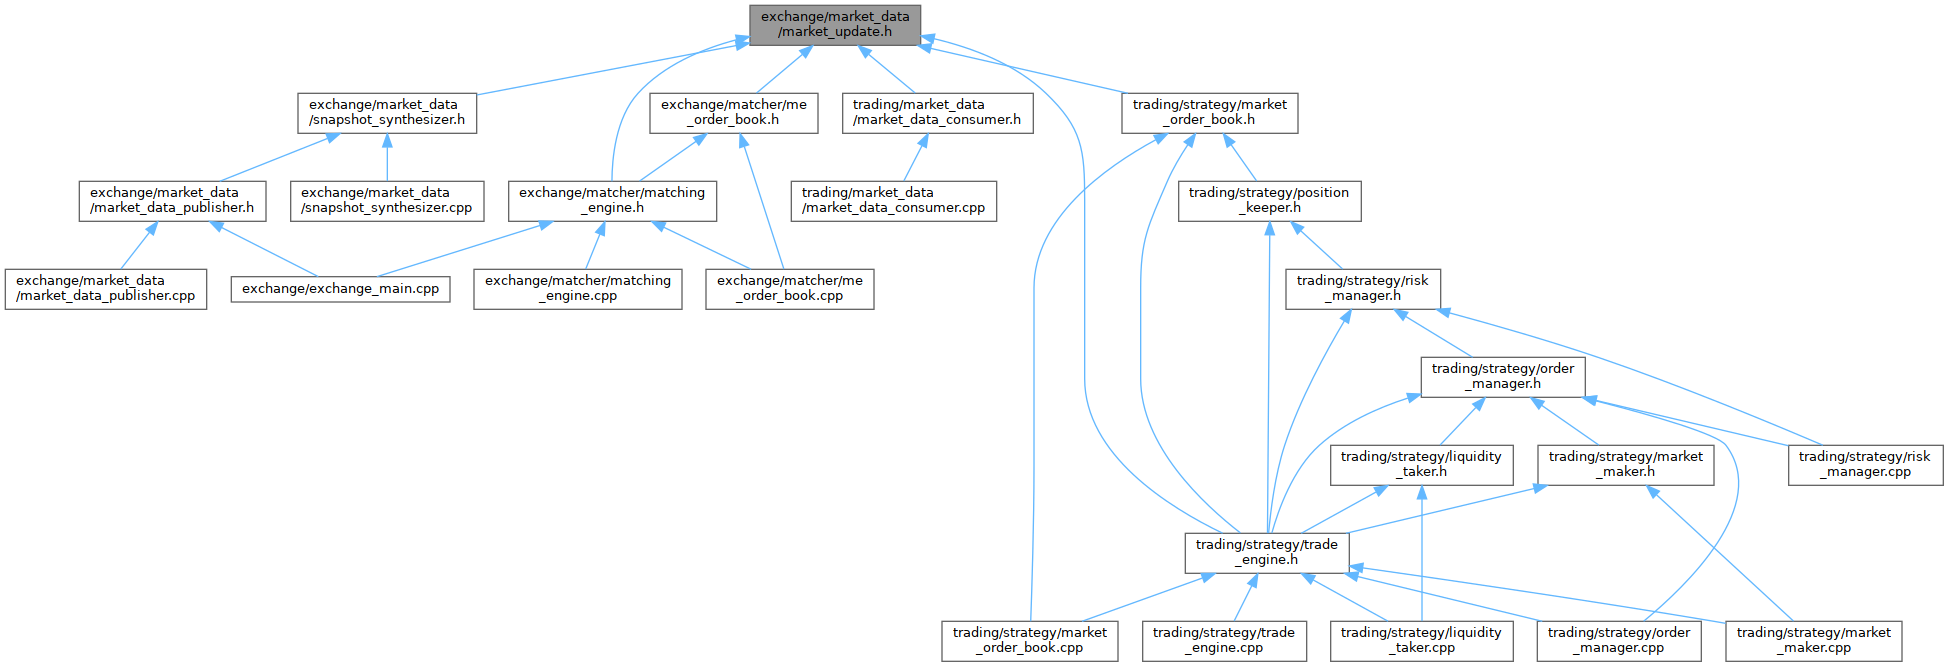 exchange/market_data
/market_update.h
exchange/market_data
/snapshot_synthesizer.h
exchange/matcher/me
_order_book.h
trading/market_data
/market_data_consumer.h
trading/strategy/market
_order_book.h
exchange/market_data
/market_data_publisher.h
exchange/market_data
/snapshot_synthesizer.cpp
exchange/matcher/matching
_engine.h
trading/market_data
/market_data_consumer.cpp
trading/strategy/position
_keeper.h
exchange/market_data
/market_data_publisher.cpp
exchange/exchange_main.cpp
exchange/matcher/matching
_engine.cpp
exchange/matcher/me
_order_book.cpp
trading/strategy/risk
_manager.h
trading/strategy/order
_manager.h
trading/strategy/liquidity
_taker.h
trading/strategy/market
_maker.h
trading/strategy/risk
_manager.cpp
trading/strategy/trade
_engine.h
trading/strategy/market
_order_book.cpp
trading/strategy/trade
_engine.cpp
trading/strategy/liquidity
_taker.cpp
trading/strategy/order
_manager.cpp
trading/strategy/market
_maker.cpp